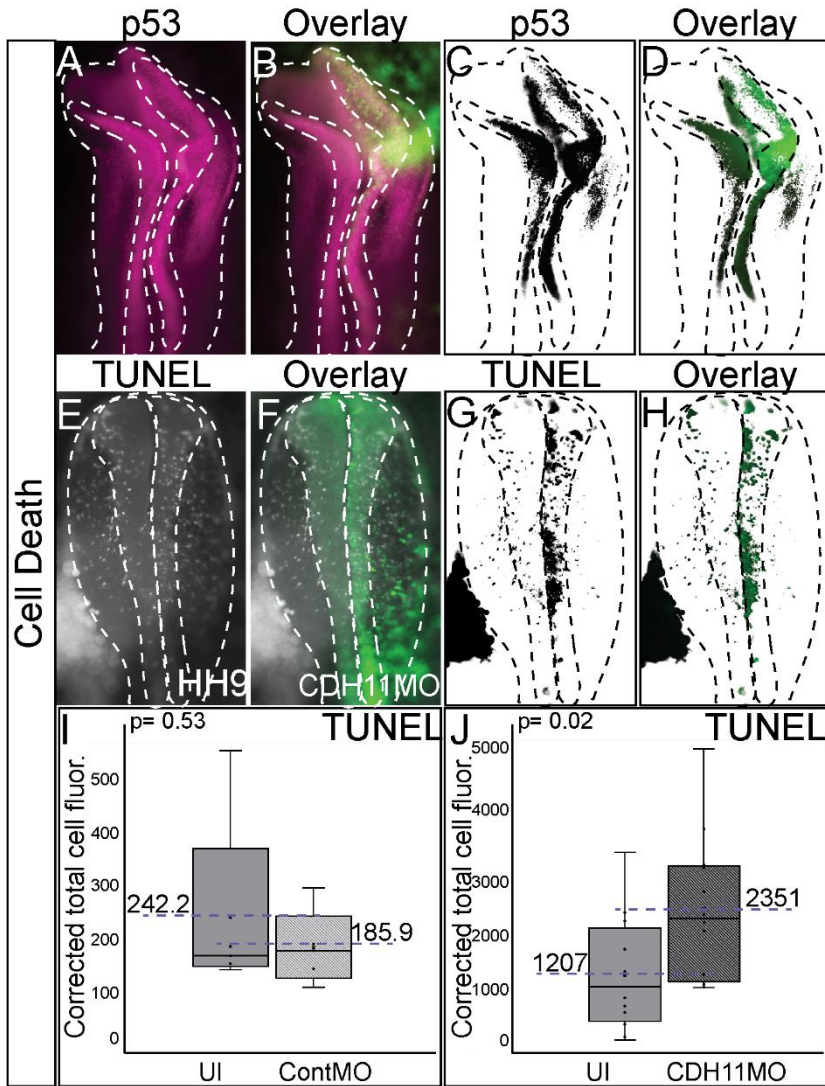 p53 Overlay
A B C D
TUNEL Overlay TUNEL Overlay
E F G H
HH9 CDH11MO
Cell Death
I p= 0.53 TUNEL
Corrected total cell fluor.
500
400
300
200
100
0
242.2
185.9
UI ContMO
J p= 0.02 TUNEL
Corrected total cell fluor.
5000
4000
3000
2000
1000
0
2351
1207
UI CDH11MO